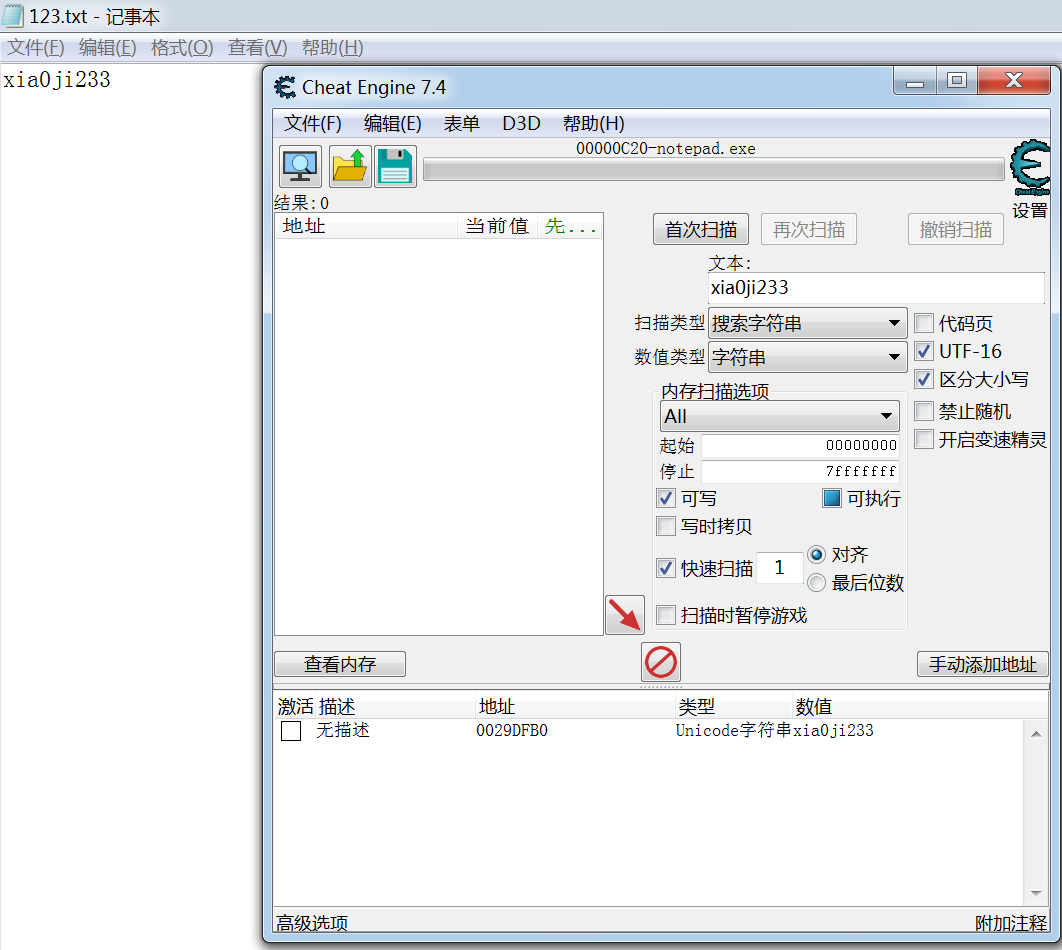 123.txt - 记事本
文件(F) 编辑(E) 格式(O) 查看(V) 帮助(H)
xia0ji233
Cheat Engine 7.4
文件(F) 编辑(E) 表单 D3D 帮助(H)
00000C20-notepad.exe
Cheat Engine
设置
结果:0
地址 当前值 先...
首次扫描 再次扫描 撤销扫描
文本:
xia0ji233
扫描类型 搜索字符串
数值类型 字符串
代码页
UTF-16
区分大小写
禁止随机
开启变速精灵
内存扫描选项
All
起始 00000000
停止 7fffffff
可写 可执行
写时拷贝
快速扫描 1 对齐
最后位数
扫描时暂停游戏
查看内存 手动添加地址
激活 描述 地址 类型 数值
无描述 0029DFB0 Unicode字符串 xia0ji233
高级选项 附加注释